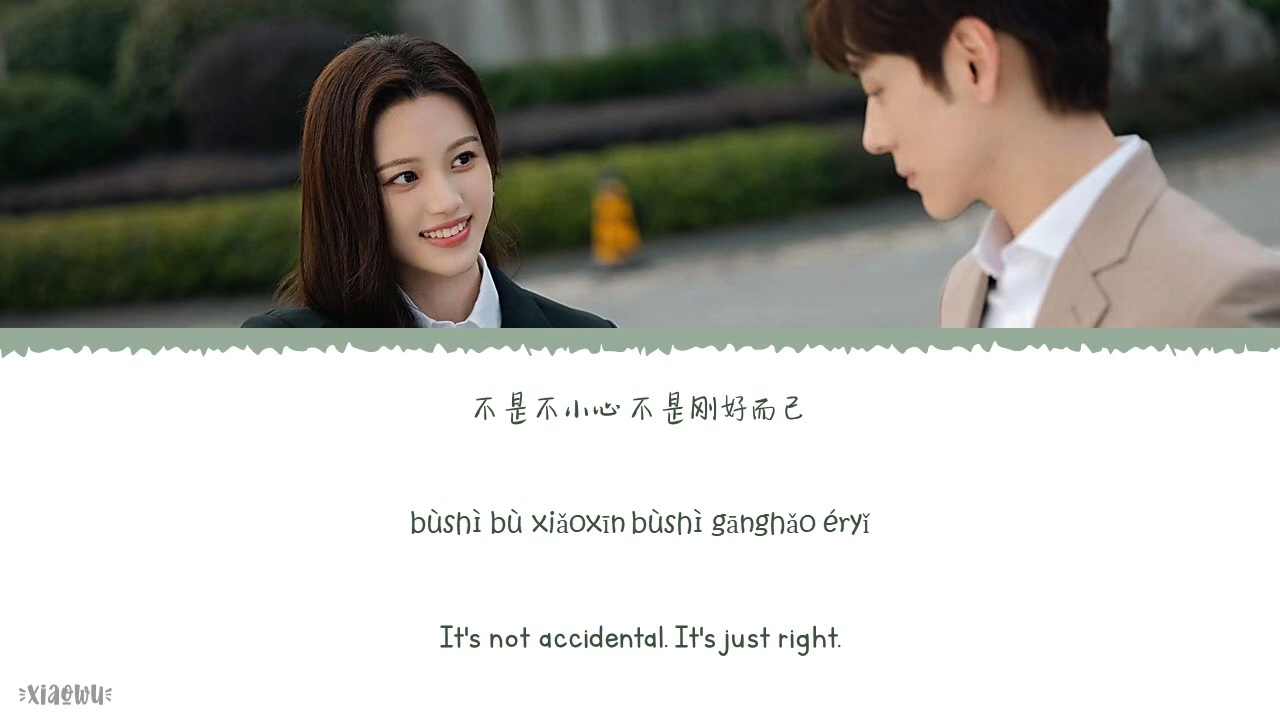 不是不小心 不是刚好而已
bùshì bù xiǎoxīn bùshì gānghǎo éryǐ
It's not accidental. It's just right.
xiaowu